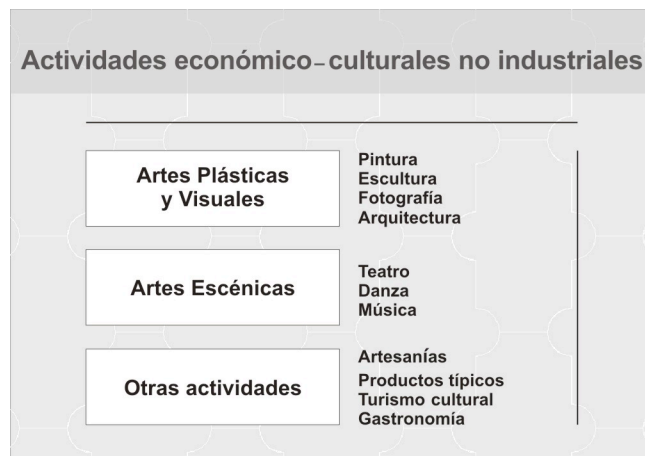 Actividades económico–culturales no industriales
Artes Plásticas
y Visuales
Pintura
Escultura
Fotografía
Arquitectura
Artes Escénicas
Teatro
Danza
Música
Otras actividades
Artesanías
Productos típicos
Turismo cultural
Gastronomía